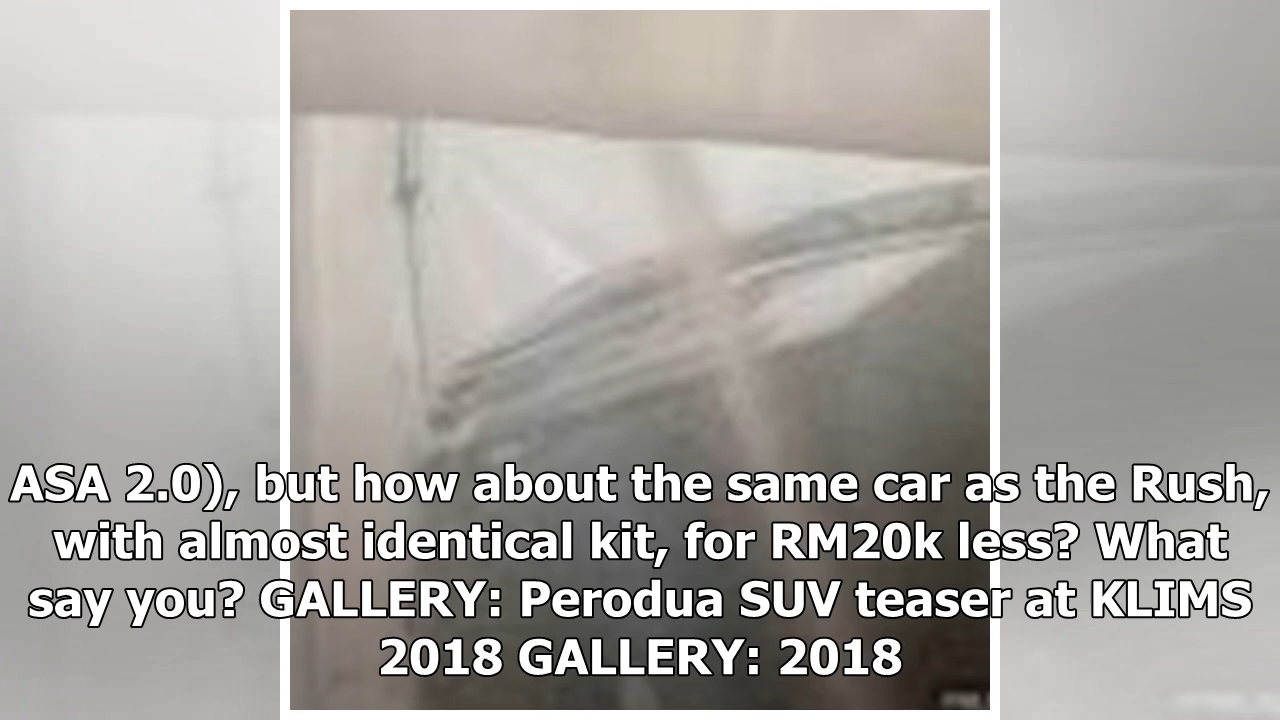 ASA 2.0), but how about the same car as the Rush,
with almost identical kit, for RM20k less? What
say you? GALLERY: Perodua SUV teaser at KLIMS
2018 GALLERY: 2018